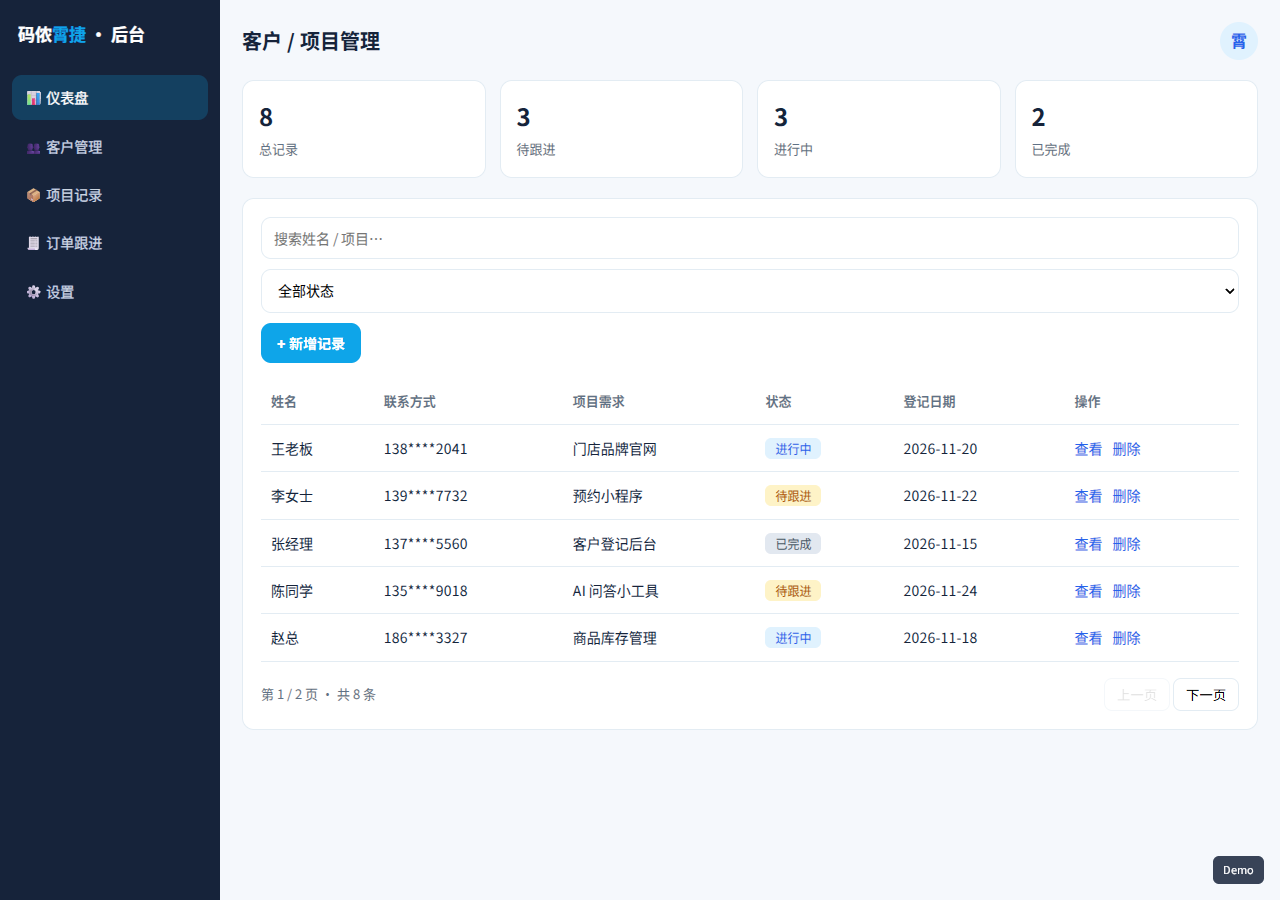 码侬霄捷 · 后台
仪表盘
客户管理
项目记录
订单跟进
设置
客户 / 项目管理
霄
8
总记录
3
待跟进
3
进行中
2
已完成
搜索姓名 / 项目…
全部状态
+ 新增记录
姓名 联系方式 项目需求 状态 登记日期 操作
王老板 138****2041 门店品牌官网 进行中 2026-11-20 查看 删除
李女士 139****7732 预约小程序 待跟进 2026-11-22 查看 删除
张经理 137****5560 客户登记后台 已完成 2026-11-15 查看 删除
陈同学 135****9018 AI 问答小工具 待跟进 2026-11-24 查看 删除
赵总 186****3327 商品库存管理 进行中 2026-11-18 查看 删除
第 1 / 2 页 · 共 8 条 上一页 下一页
Demo